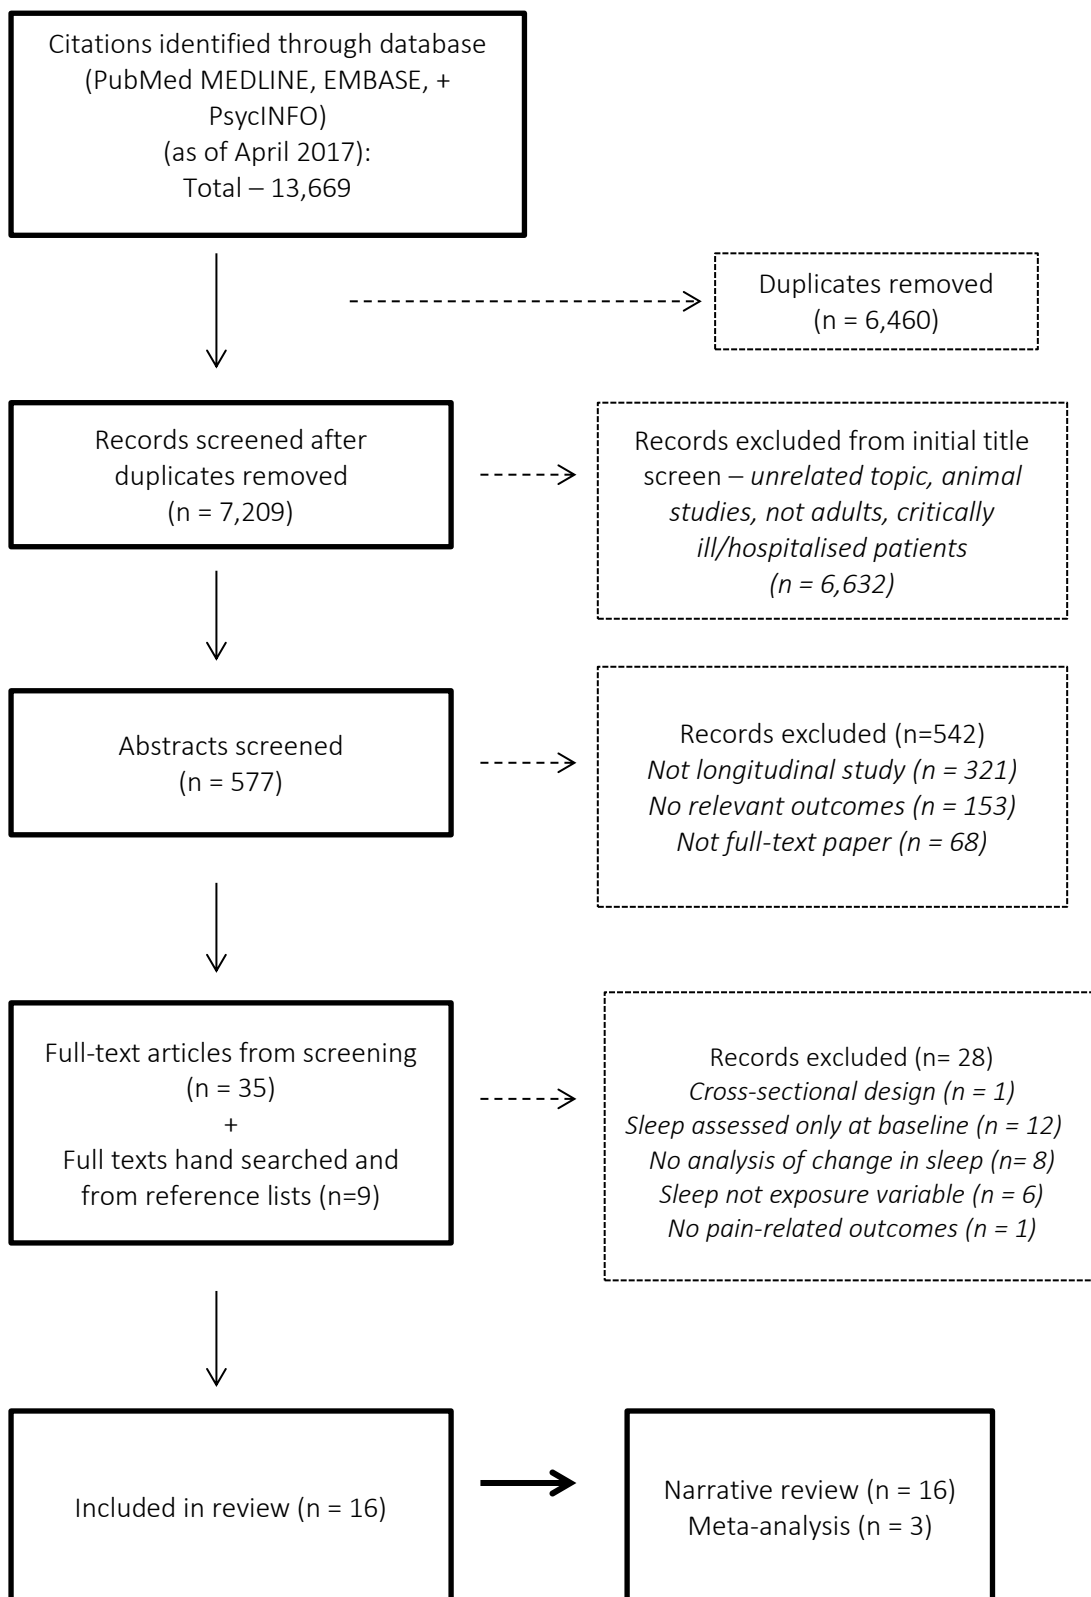 Citations identified through database
(PubMed MEDLINE, EMBASE, +
PsycINFO)
(as of April 2017):
Total – 13,669
Duplicates removed
(n = 6,460)
Records screened after
duplicates removed
(n = 7,209)
Records excluded from initial title
screen – unrelated topic, animal
studies, not adults, critically
ill/hospitalised patients
(n = 6,632)
Abstracts screened
(n = 577)
Records excluded (n=542)
Not longitudinal study (n = 321)
No relevant outcomes (n = 153)
Not full-text paper (n = 68)
Full-text articles from screening
(n = 35)
+
Full texts hand searched and
from reference lists (n=9)
Records excluded (n= 28)
Cross-sectional design (n = 1)
Sleep assessed only at baseline (n = 12)
No analysis of change in sleep (n= 8)
Sleep not exposure variable (n = 6)
No pain-related outcomes (n = 1)
Included in review (n = 16)
Narrative review (n = 16)
Meta-analysis (n = 3)